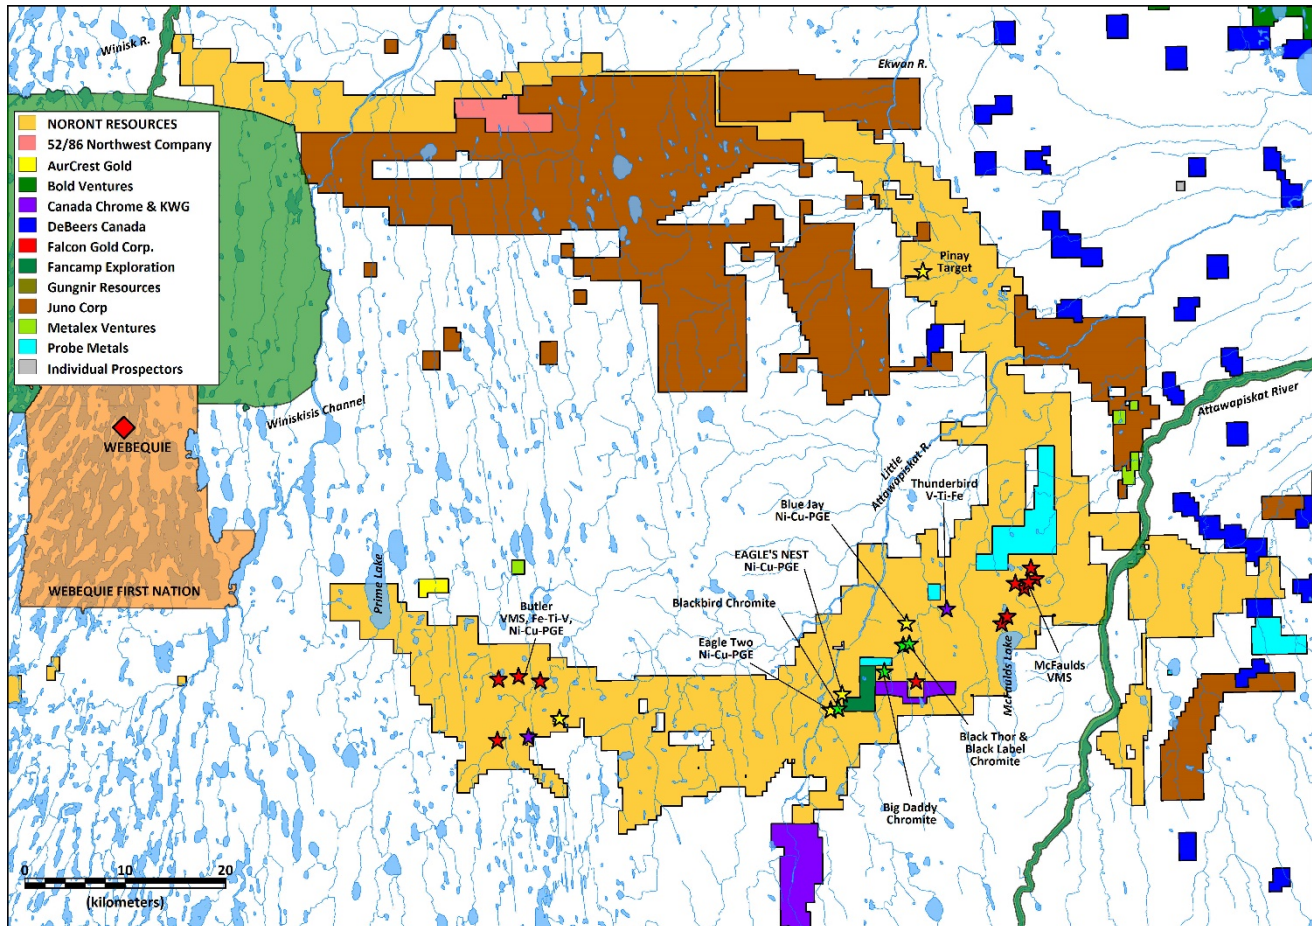 Winisk R.
Ekwan R.
NORONT RESOURCES
52/86 Northwest Company
AurCrest Gold
Bold Ventures
Canada Chrome & KWG
DeBeers Canada
Falcon Gold Corp.
Fancamp Exploration
Gungnir Resources
Juno Corp
Metalex Ventures
Probe Metals
Individual Prospectors
Pinay
Target
Winiskisis Channel
Attawapiskat River
WEBEQUIE
Little
Attawapiskat R.
Thunderbird
V-Ti-Fe
Blue Jay
Ni-Cu-PGE
EAGLE'S NEST
Ni-Cu-PGE
Prime Lake
WEBEQUIE FIRST NATION
Butler
VMS, Fe-Ti-V,
Ni-Cu-PGE
Blackbird Chromite
Eagle Two
Ni-Cu-PGE
McFaulds Lake
McFaulds
VMS
Black Thor &
Black Label
Chromite
Big Daddy
Chromite
0 10 20
(kilometers)